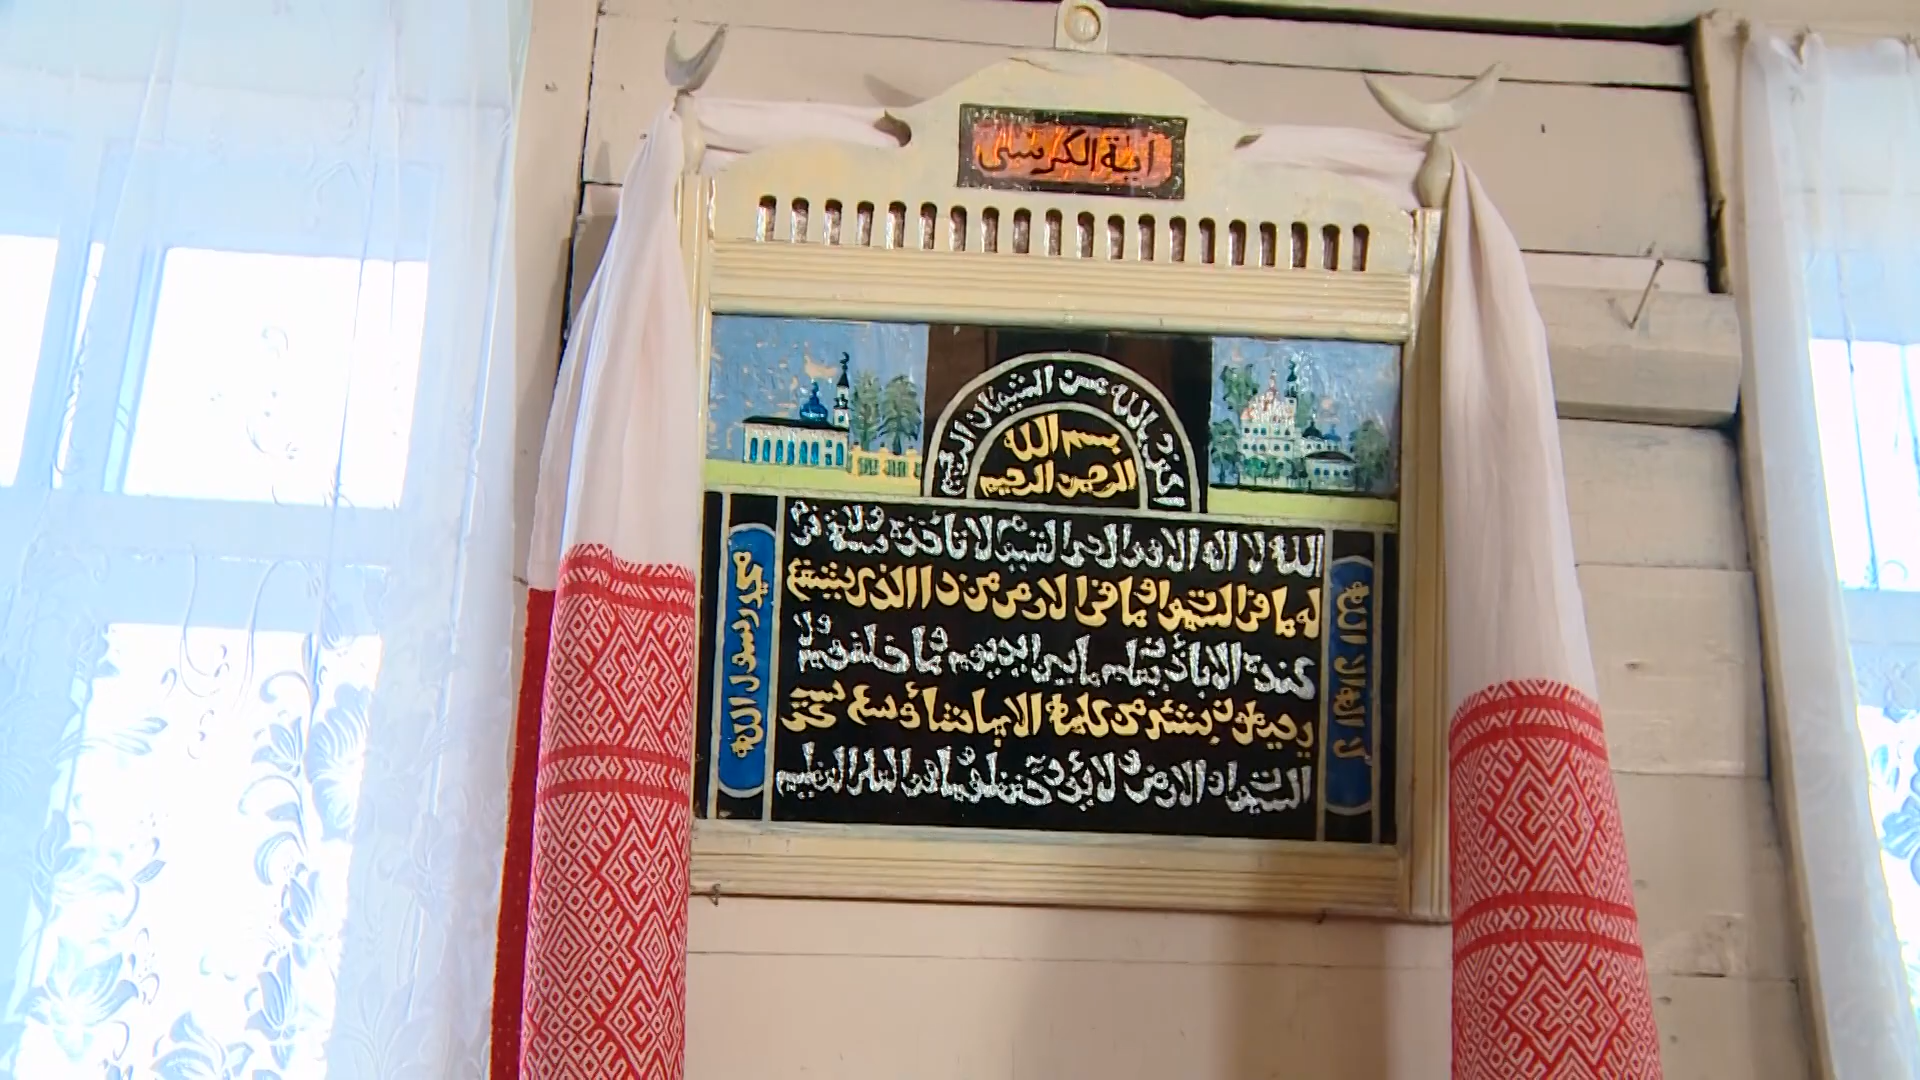 اية الكرسى
اعوذ بالله من الشيطان الرجيم
بسم الله
الرحمن الرحيم
الله لا اله الا هو الحى القيوم لا تأخذه سنة ولا نوم
له ما فى السموات وما فى الارض من ذا الذى يشفع
عنده الا باذنه يعلم ما بين ايديهم وما خلفهم ولا
يحيطون بشئ من علمه الا بما شاء وسع كرسيه
السموات والارض ولا يؤده حفظهما وهو العلى العظيم
لا اله الا الله
محمد رسول الله